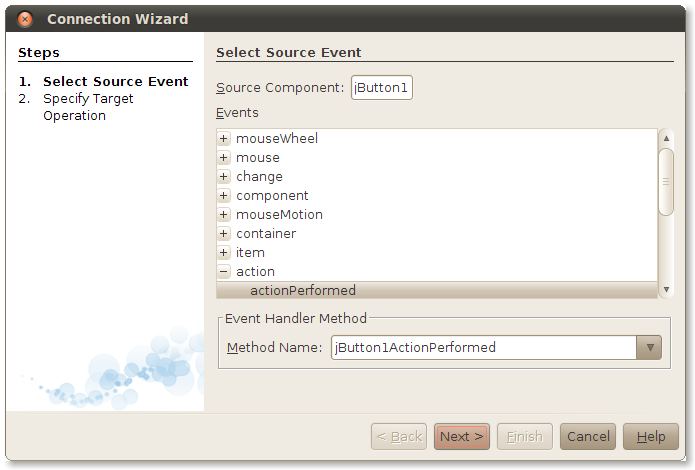 Connection Wizard
Steps
1. Select Source Event
2. Specify Target
Operation
Select Source Event
Source Component: jButton1
Events
mouseWheel
mouse
change
component
mouseMotion
container
item
action
actionPerformed
Event Handler Method
Method Name: jButton1ActionPerformed
< Back Next > Finish Cancel Help